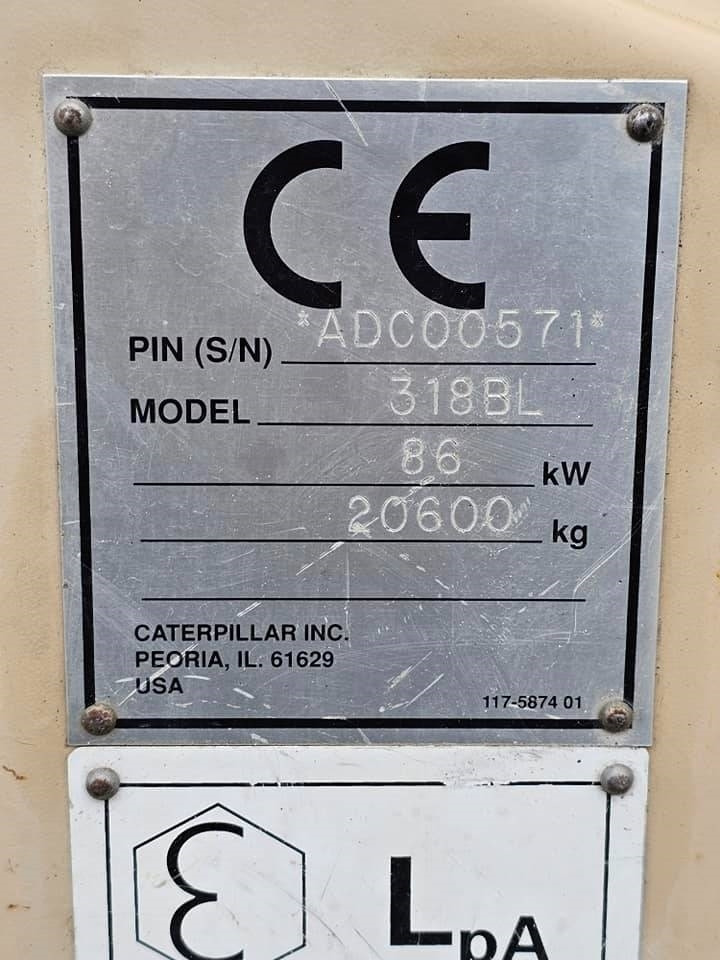 CE
PIN (S/N) *ADC00571*
MODEL 318BL
86 kW
20600 kg
CATERPILLAR INC.
PEORIA, IL. 61629
USA
117-5874 01
ε LpA